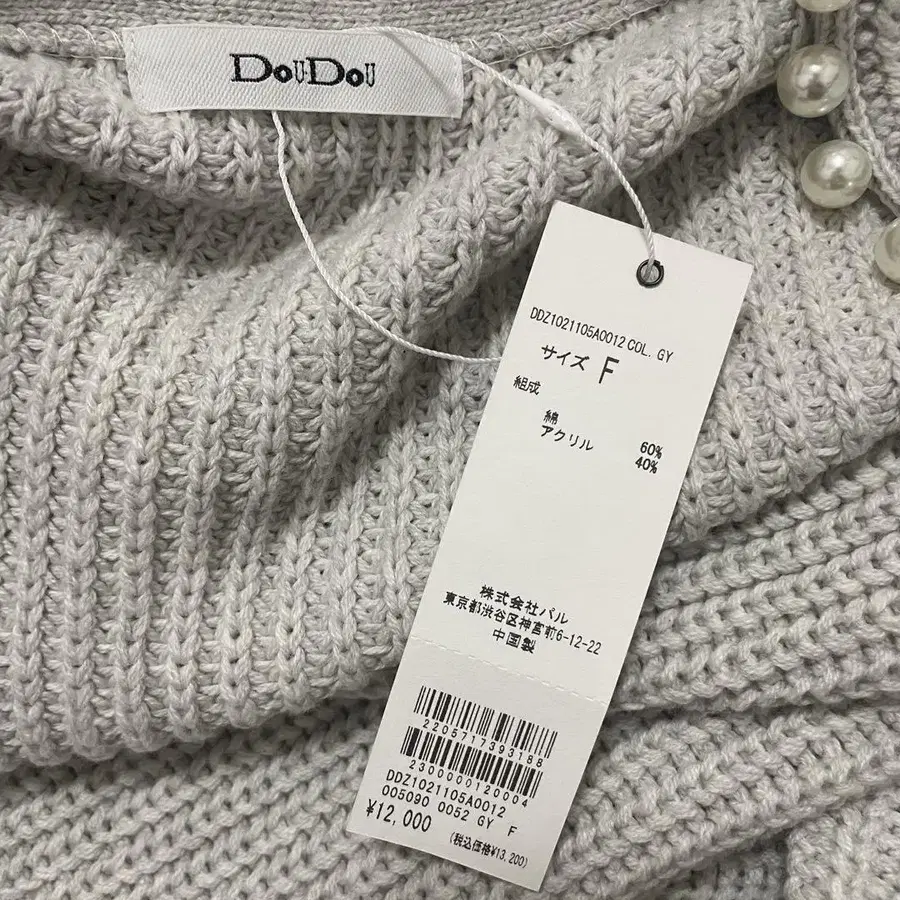 DOUDOU
DDZ1021105A0012 COL. GY
サイズ F
組成
綿 60%
アクリル 40%
株式会社パル
東京都渋谷区神宮前6-12-22
中国製
2205717393188
2300000120004
DDZ1021105A0012
005090 0052 GY F
¥12,000
(税込価格¥13,200)